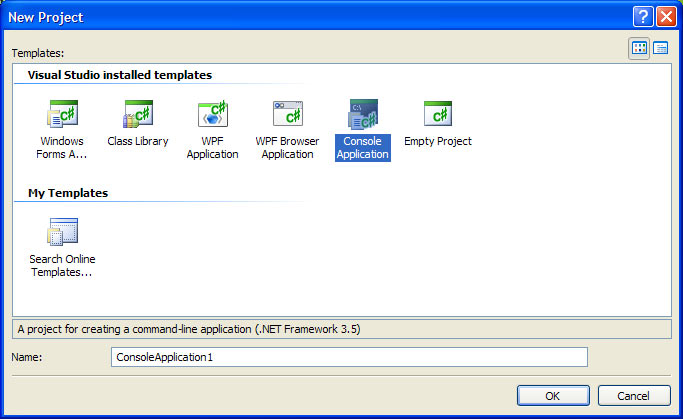 New Project
Templates:
Visual Studio installed templates
Windows Forms A...
Class Library
WPF Application
WPF Browser Application
Console Application
Empty Project
My Templates
Search Online Templates...
A project for creating a command-line application (.NET Framework 3.5)
Name:
ConsoleApplication1
OK
Cancel